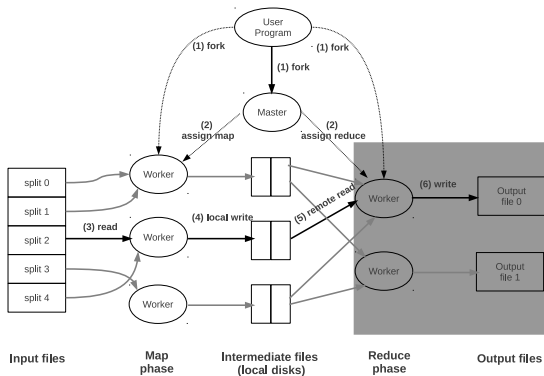 User
Program
(1) fork
(1) fork
(1) fork
Master
(2)
assign map
(2)
assign reduce
split 0
split 1
split 2
split 3
split 4
(3) read
Worker
Worker
Worker
(4) local write
(5) remote read
Worker
Worker
(6) write
Output
file 0
Output
file 1
Input files
Map
phase
Intermediate files
(local disks)
Reduce
phase
Output files